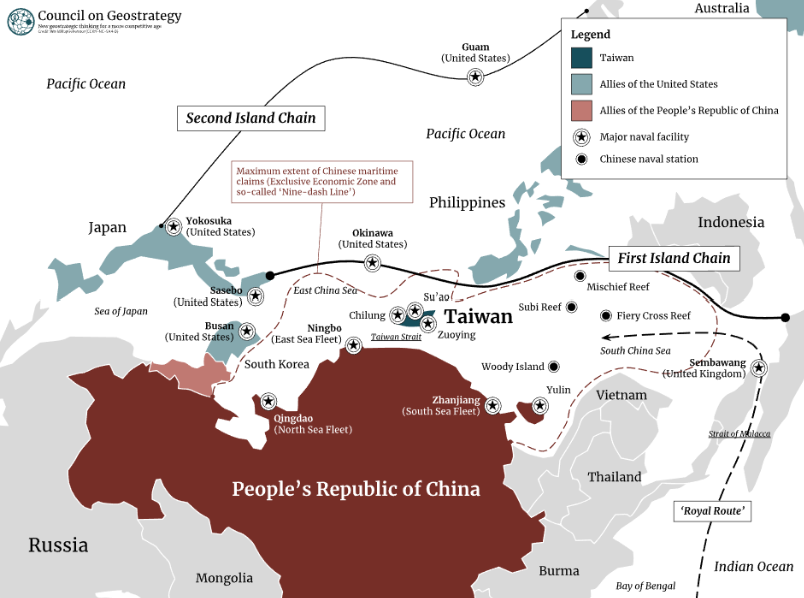 Council on Geostrategy
New geostrategic thinking for a more competitive age
Australia
Legend
Taiwan
Allies of the United States
Allies of the People's Republic of China
Major naval facility
Chinese naval station
Guam
(United States)
Pacific Ocean
Second Island Chain
Pacific Ocean
Maximum extent of Chinese maritime
claims (Exclusive Economic Zone and
so-called 'Nine-dash Line')
Philippines
Japan
Yokosuka
(United States)
Indonesia
Okinawa
(United States)
First Island Chain
Sasebo
(United States)
East China Sea
Mischief Reef
Sea of Japan
Su'ao
Subi Reef
Chilung
Taiwan
Fiery Cross Reef
Busan
(United States)
Ningbo
(East Sea Fleet)
Taiwan Strait
Zuoying
South China Sea
South Korea
Woody Island
Sembawang
(United Kingdom)
Yulin
Vietnam
Zhanjiang
(South Sea Fleet)
Qingdao
(North Sea Fleet)
Strait of Malacca
People's Republic of China
Thailand
'Royal Route'
Russia
Mongolia
Burma
Indian Ocean
Bay of Bengal